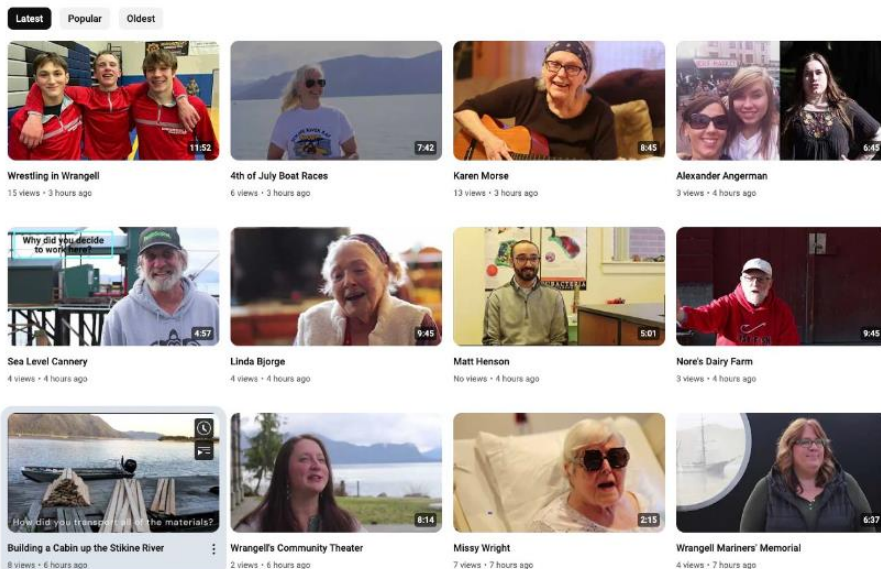 Latest Popular Oldest
11:52
7:42
8:45
6:45
Wrestling in Wrangell
15 views • 3 hours ago
4th of July Boat Races
6 views • 3 hours ago
Karen Morse
13 views • 3 hours ago
Alexander Angerman
3 views • 4 hours ago
Why did you decide
to work here?
4:57
9:45
5:01
9:45
Sea Level Cannery
4 views • 4 hours ago
Linda Bjorge
4 views • 4 hours ago
Matt Henson
No views • 4 hours ago
Nore's Dairy Farm
3 views • 4 hours ago
How did you transport all of the materials?
8:14
2:15
6:37
Building a Cabin up the Stikine River
8 views • 6 hours ago
Wrangell's Community Theater
2 views • 6 hours ago
Missy Wright
7 views • 7 hours ago
Wrangell Mariners' Memorial
4 views • 7 hours ago